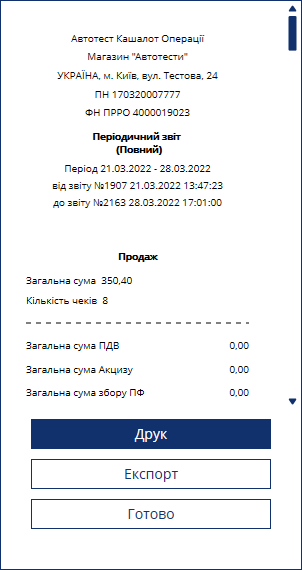 Автотест Кашалот Операції
Магазин "Автотести"
УКРАЇНА, м. Київ, вул. Тестова, 24
ПН 170320007777
ФН ПРРО 4000019023
Періодичний звіт
(Повний)
Період 21.03.2022 - 28.03.2022
від звіту №1907 21.03.2022 13:47:23
до звіту №2163 28.03.2022 17:01:00
Продаж
Загальна сума 350,40
Кількість чеків 8
Загальна сума ПДВ 0,00
Загальна сума Акцизу 0,00
Загальна сума збору ПФ 0,00
Друк
Експорт
Готово